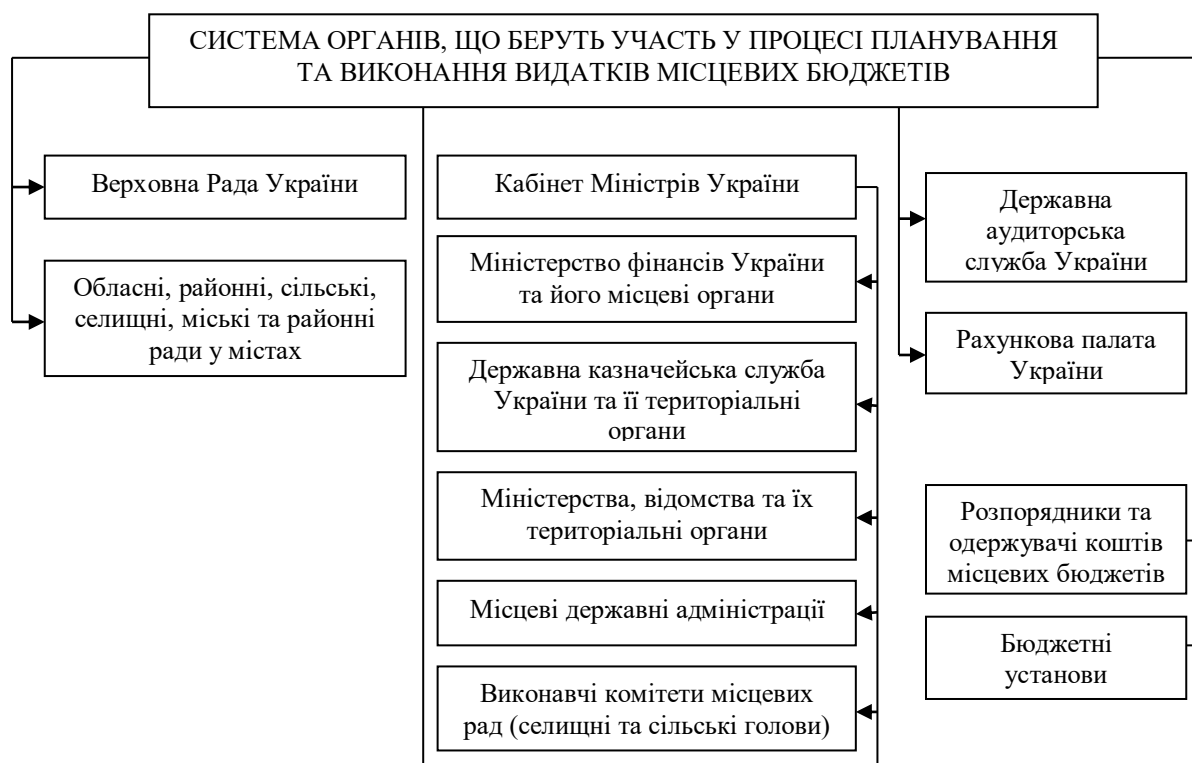 СИСТЕМА ОРГАНІВ, ЩО БЕРУТЬ УЧАСТЬ У ПРОЦЕСІ ПЛАНУВАННЯ
ТА ВИКОНАННЯ ВИДАТКІВ МІСЦЕВИХ БЮДЖЕТІВ
Верховна Рада України
Обласні, районні, сільські,
селищні, міські та районні
ради у містах
Кабінет Міністрів України
Міністерство фінансів України
та його місцеві органи
Державна казначейська служба
України та її територіальні
органи
Міністерства, відомства та їх
територіальні органи
Місцеві державні адміністрації
Виконавчі комітети місцевих
рад (селищні та сільські голови)
Державна
аудиторська
служба України
Рахункова палата
України
Розпорядники та
одержувачі коштів
місцевих бюджетів
Бюджетні
установи